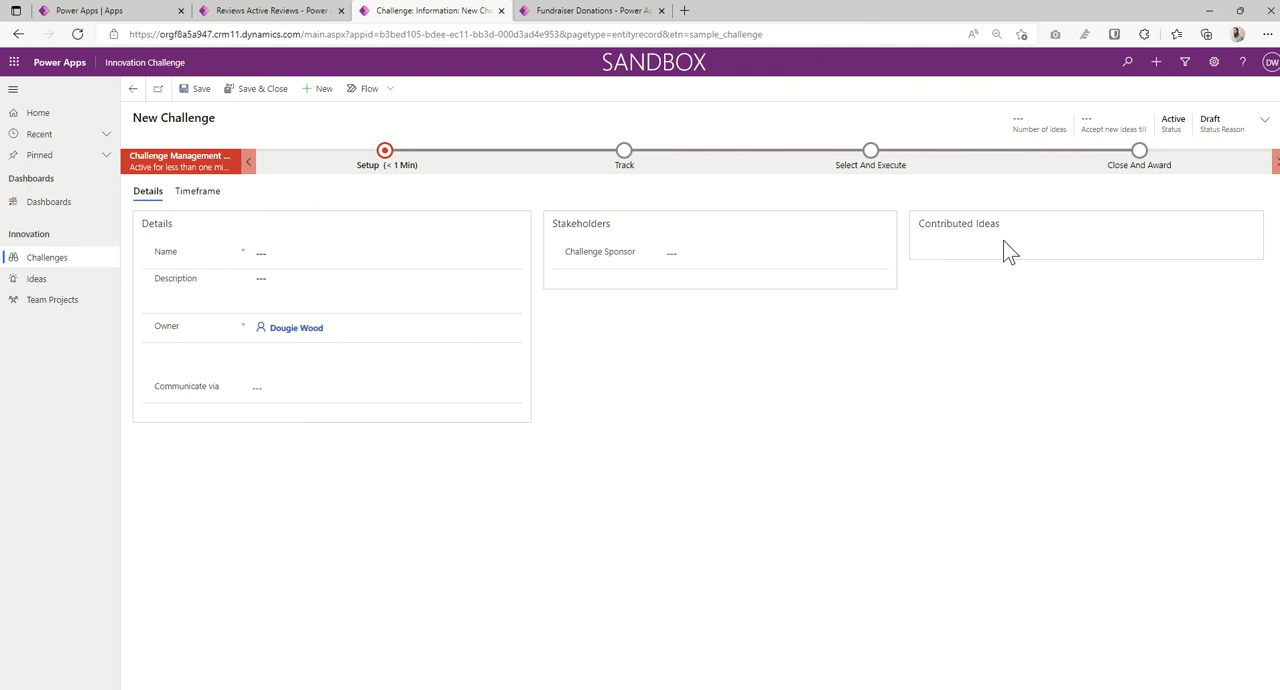 Power Apps | Apps
Reviews Active Reviews - Power A
Challenge: Information: New Cha
Fundraiser Donations - Power Ap
https://orgf8a5a947.crm11.dynamics.com/main.aspx?appid=b3bed105-bdee-ec11-bb3d-000d3ad4e953&pagetype=entityrecord&etn=sample_challenge
Power Apps
Innovation Challenge
SANDBOX
DW
Save
Save & Close
New
Flow
Home
Recent
Pinned
Dashboards
Dashboards
Innovation
Challenges
Ideas
Team Projects
New Challenge
---
Number of ideas
---
Accept new ideas till
Active
Status
Draft
Status Reason
Challenge Management ...
Active for less than one mi...
Setup (< 1 Min)
Track
Select And Execute
Close And Award
Details
Timeframe
Details
Name * ---
Description ---
Owner * Dougie Wood
Communicate via ---
Stakeholders
Challenge Sponsor ---
Contributed Ideas